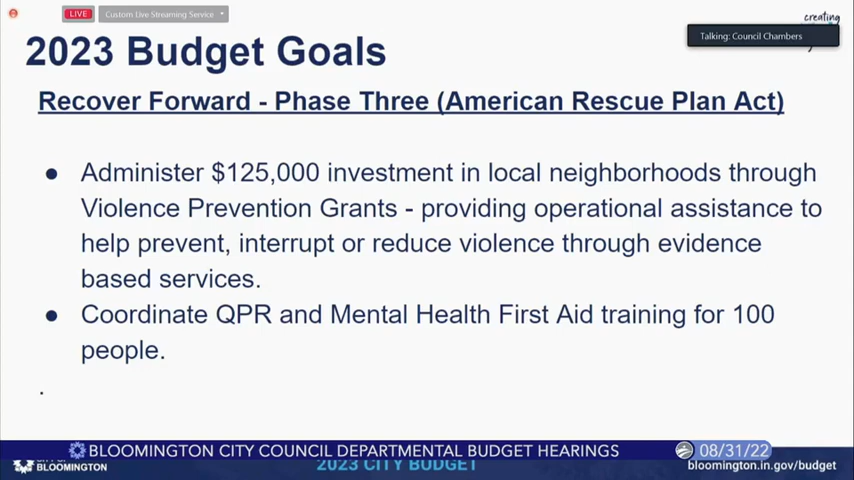 LIVE
Custom Live Streaming Service
creating
Talking: Council Chambers
2023 Budget Goals
Recover Forward - Phase Three (American Rescue Plan Act)
● Administer $125,000 investment in local neighborhoods through
Violence Prevention Grants - providing operational assistance to
help prevent, interrupt or reduce violence through evidence
based services.
● Coordinate QPR and Mental Health First Aid training for 100
people.
.
BLOOMINGTON CITY COUNCIL DEPARTMENTAL BUDGET HEARINGS
08/31/22
BLOOMINGTON
2023 CITY BUDGET
bloomington.in.gov/budget